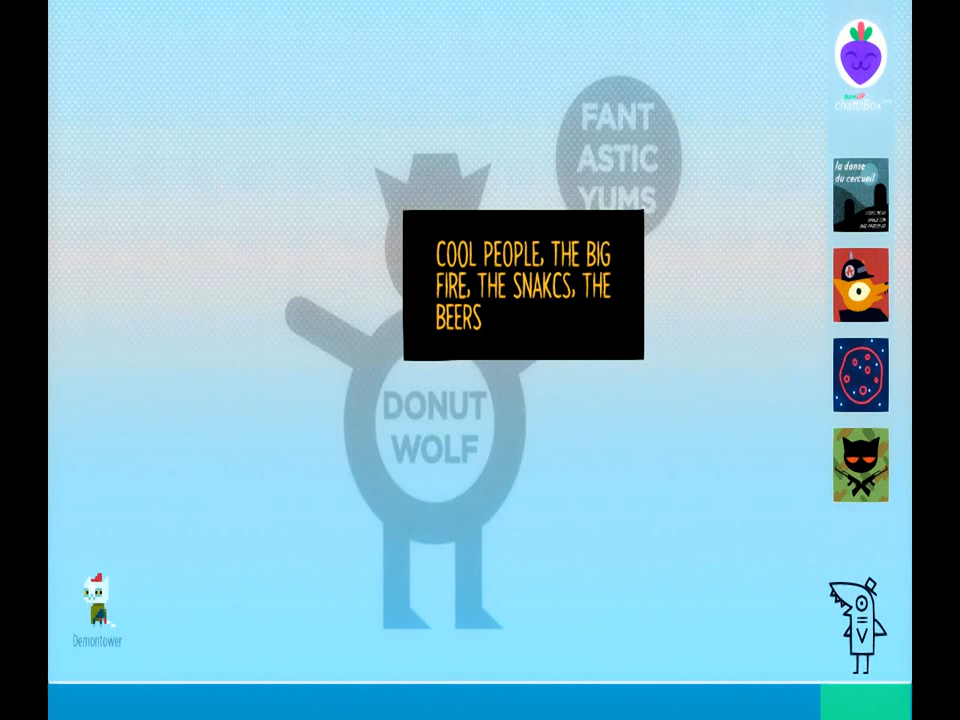 FANT
ASTIC
YUMS
COOL PEOPLE, THE BIG
FIRE, THE SNAKCS, THE
BEERS
DONUT
WOLF
chattrBox
la danse
du cercueil
Demontower